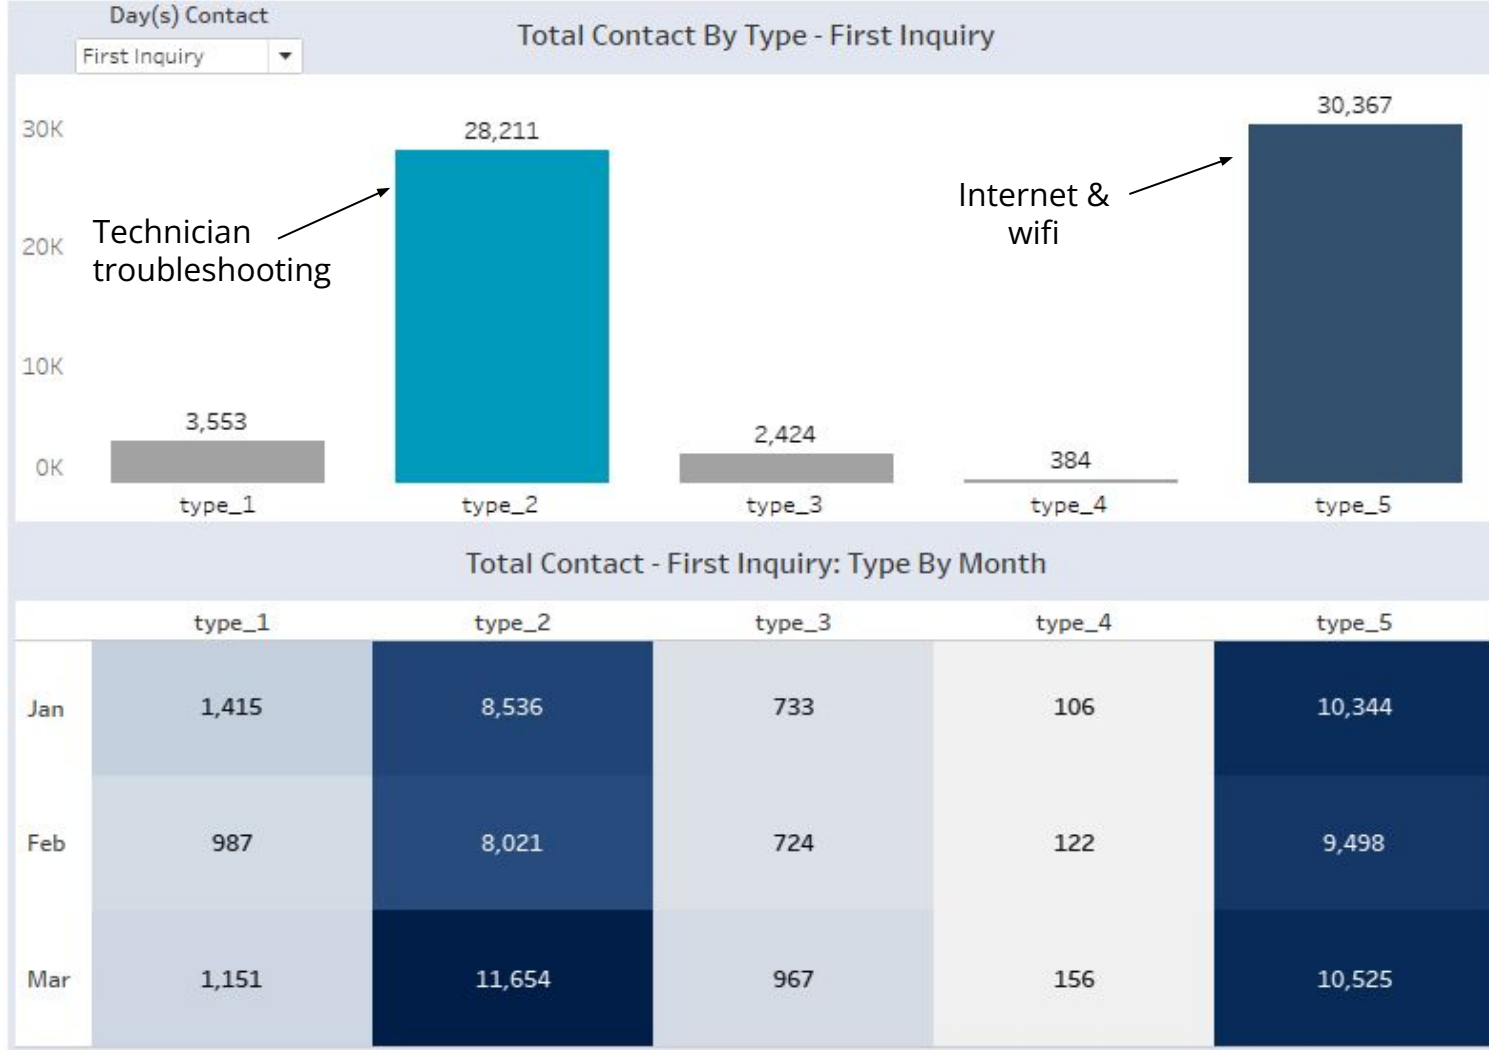 Day(s) Contact
First Inquiry
Total Contact By Type - First Inquiry
30K
20K
10K
0K
3,553
28,211
2,424
384
30,367
Technician
troubleshooting
Internet &
wifi
type_1 type_2 type_3 type_4 type_5
Total Contact - First Inquiry: Type By Month
type_1 type_2 type_3 type_4 type_5
Jan 1,415 8,536 733 106 10,344
Feb 987 8,021 724 122 9,498
Mar 1,151 11,654 967 156 10,525